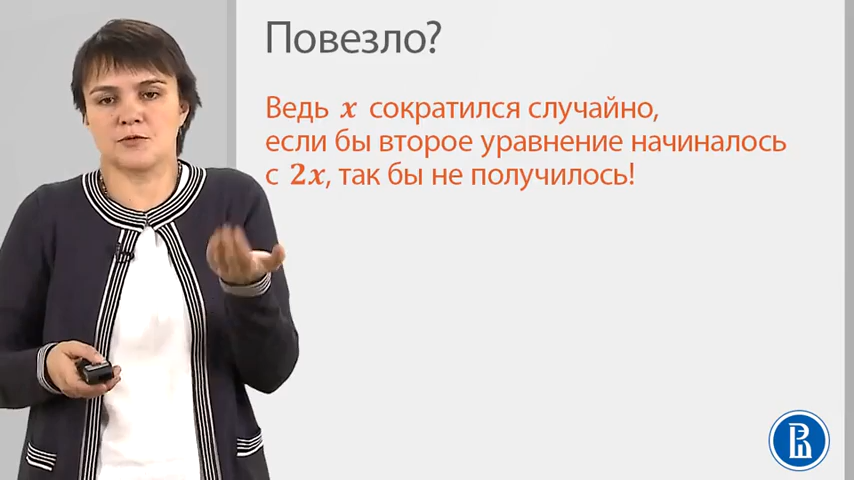 Повезло?
Ведь x сократился случайно,
если бы второе уравнение начиналось
с 2x, так бы не получилось!